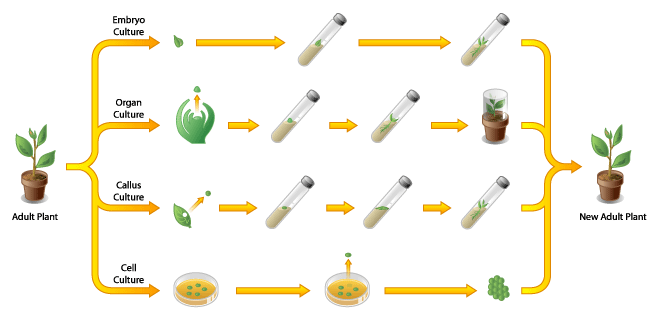 Embryo
Culture
Organ
Culture
Adult Plant
Callus
Culture
New Adult Plant
Cell
Culture